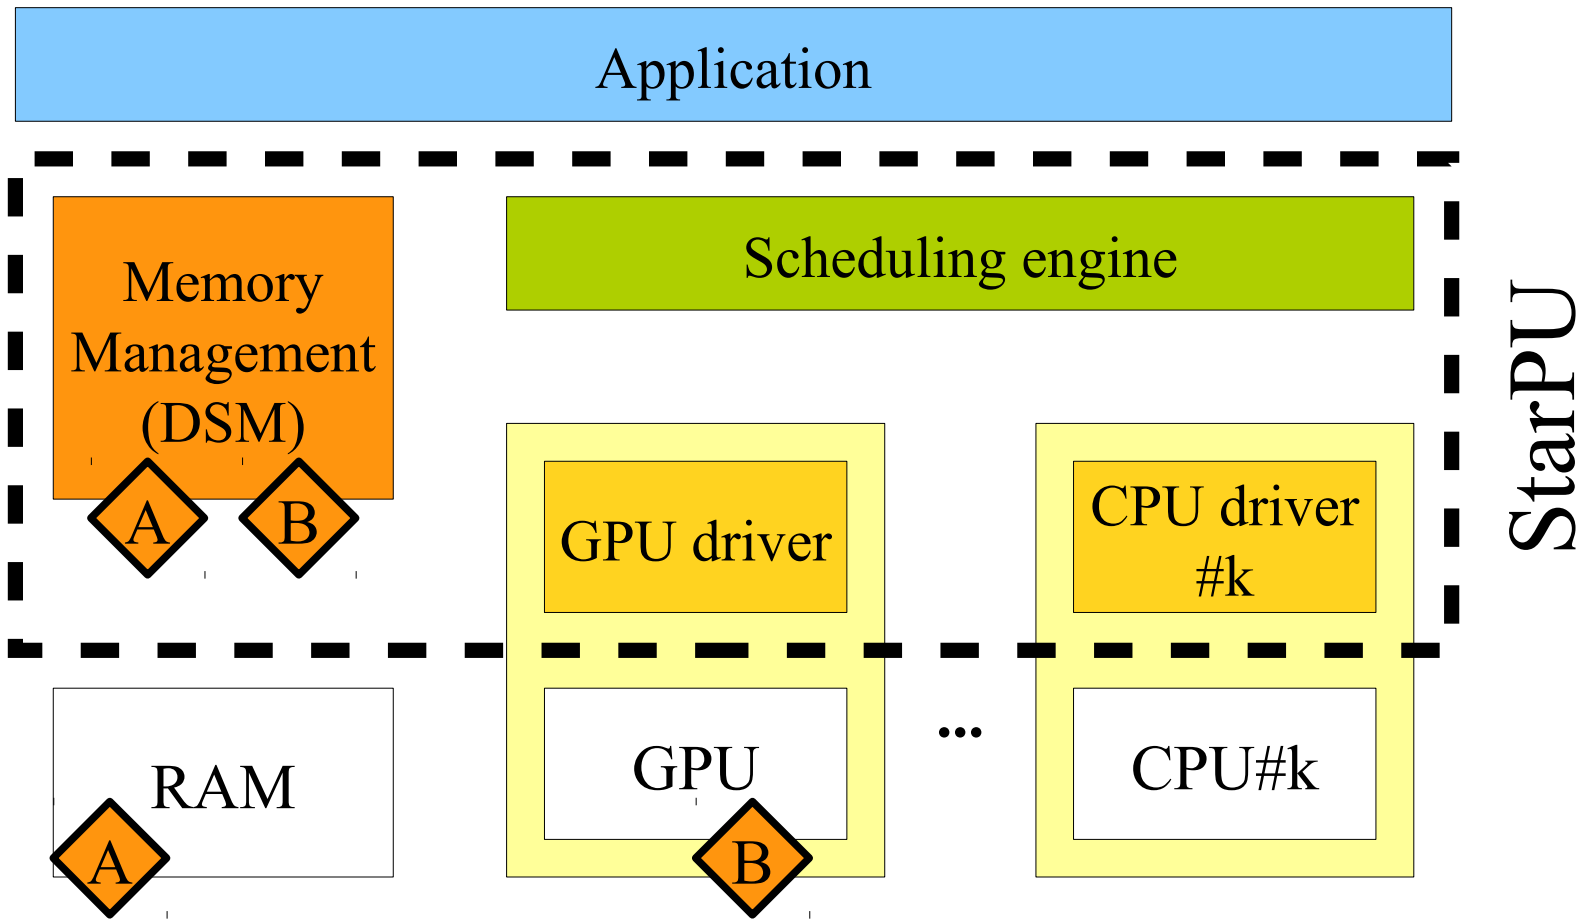 Application
Memory
Management
(DSM)
Scheduling engine
StarPU
A
B
GPU driver
CPU driver
#k
RAM
GPU
...
CPU#k
A
B